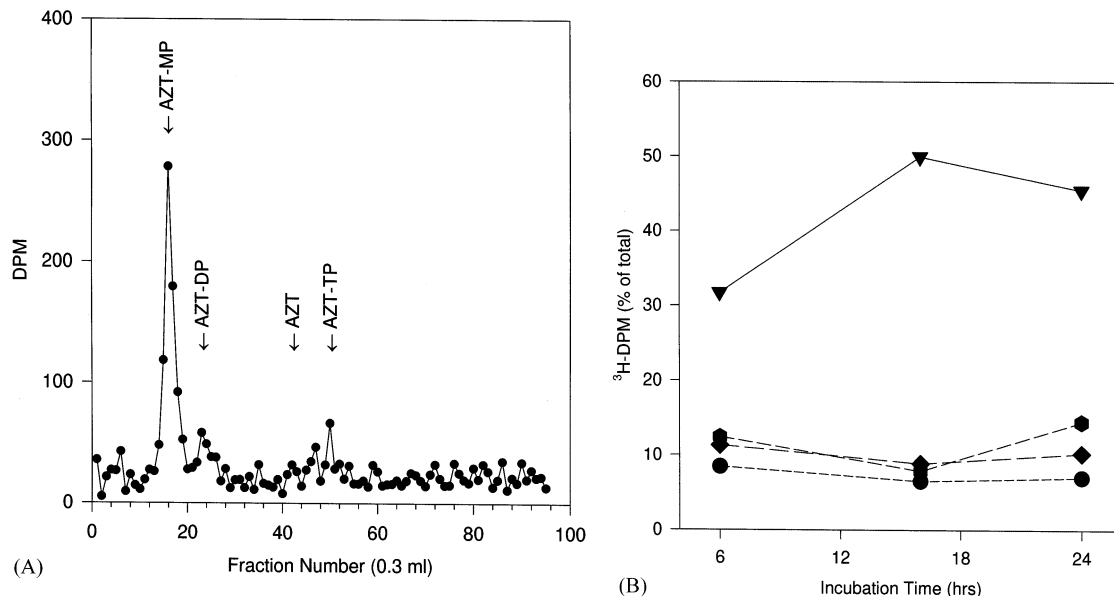 400
300
200
100
0
DPM
← AZT-MP
← AZT-DP
← AZT
← AZT-TP
0 20 40 60 80 100
Fraction Number (0.3 ml)
(A)
60
50
40
30
20
10
0
³H-DPM (% of total)
6 12 18 24
Incubation Time (hrs)
(B)